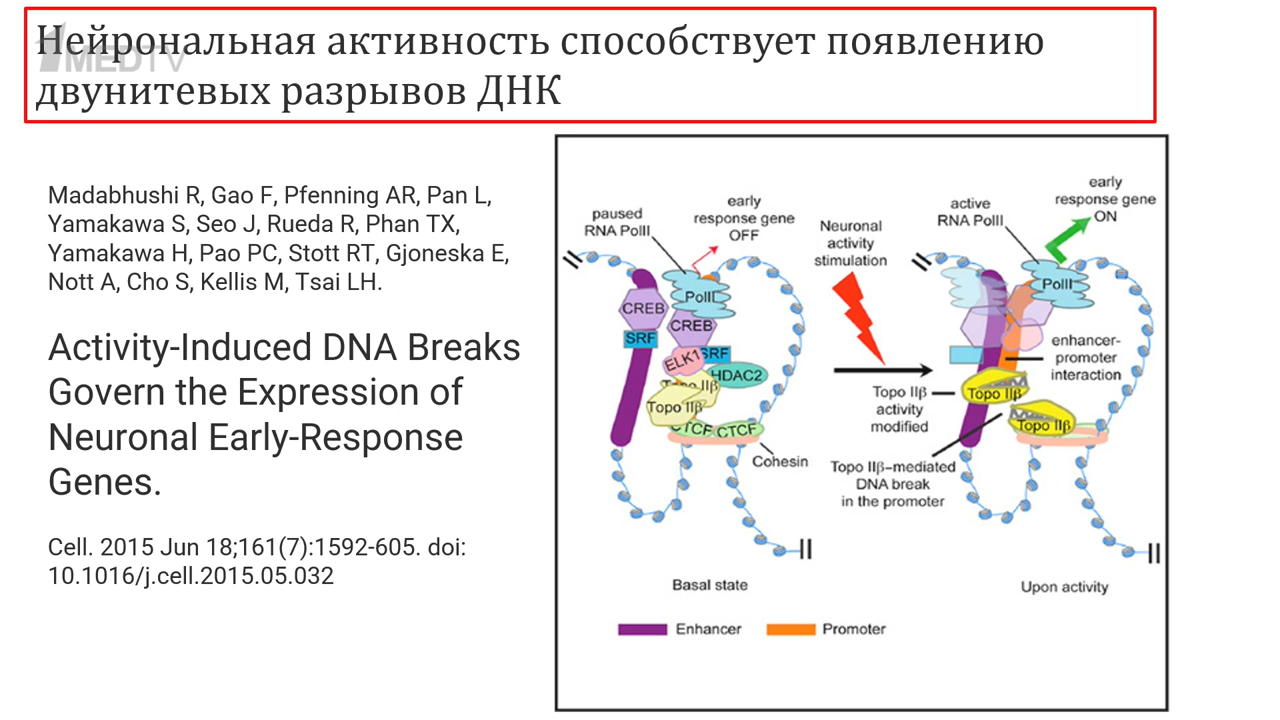 Нейрональная активность способствует появлению
двунитевых разрывов ДНК
1MEDTV
Madabhushi R, Gao F, Pfenning AR, Pan L,
Yamakawa S, Seo J, Rueda R, Phan TX,
Yamakawa H, Pao PC, Stott RT, Gjoneska E,
Nott A, Cho S, Kellis M, Tsai LH.
Activity-Induced DNA Breaks
Govern the Expression of
Neuronal Early-Response
Genes.
Cell. 2015 Jun 18;161(7):1592-605. doi:
10.1016/j.cell.2015.05.032
paused
RNA PolII
early
response gene
OFF
PolII
CREB
CREB
SRF
SRF
ELK1
HDAC2
Topo IIβ
Topo IIβ
CTCF
CTCF
Cohesin
Basal state
Neuronal
activity
stimulation
active
RNA PolII
early
response gene
ON
PolII
enhancer-
promoter
interaction
Topo IIβ
activity
modified
Topo IIβ
Topo IIβ
Topo IIβ–mediated
DNA break
in the promoter
Upon activity
Enhancer
Promoter